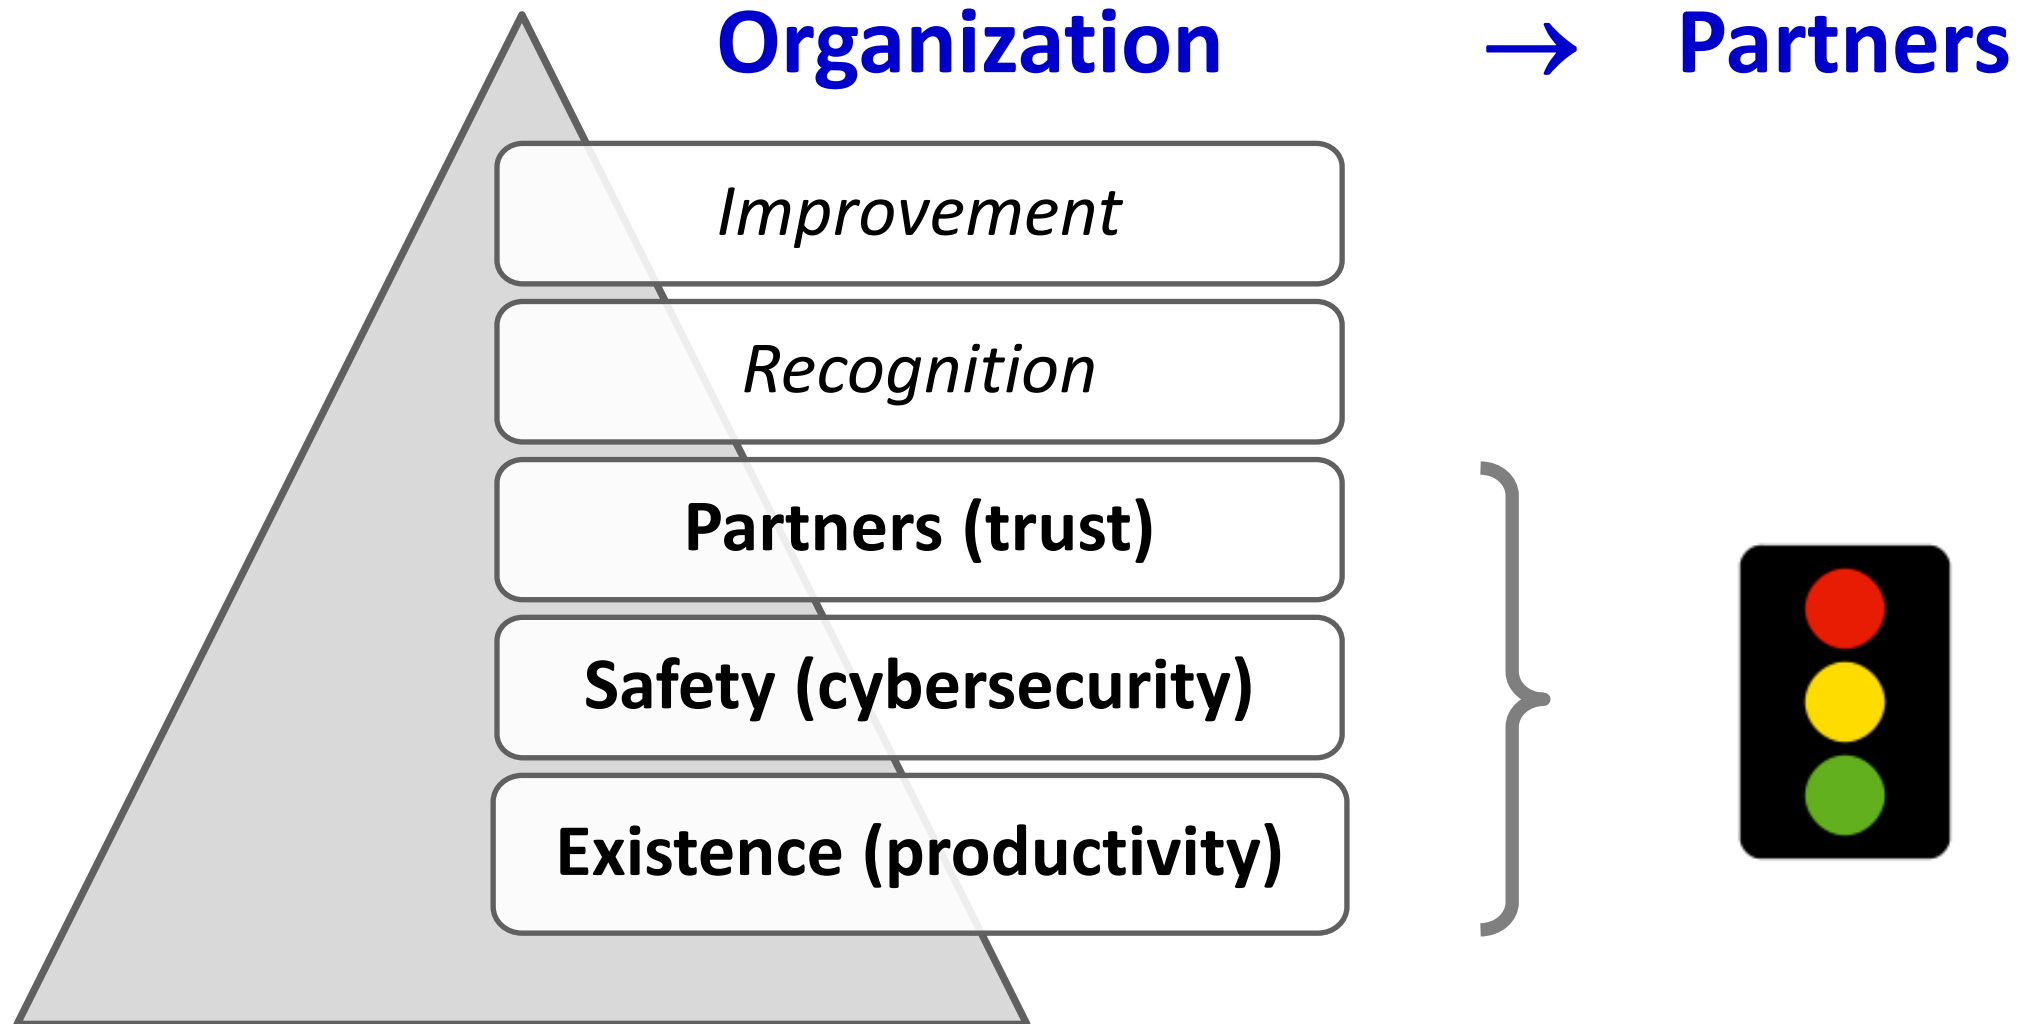 Organization → Partners
Improvement
Recognition
Partners (trust)
Safety (cybersecurity)
Existence (productivity)